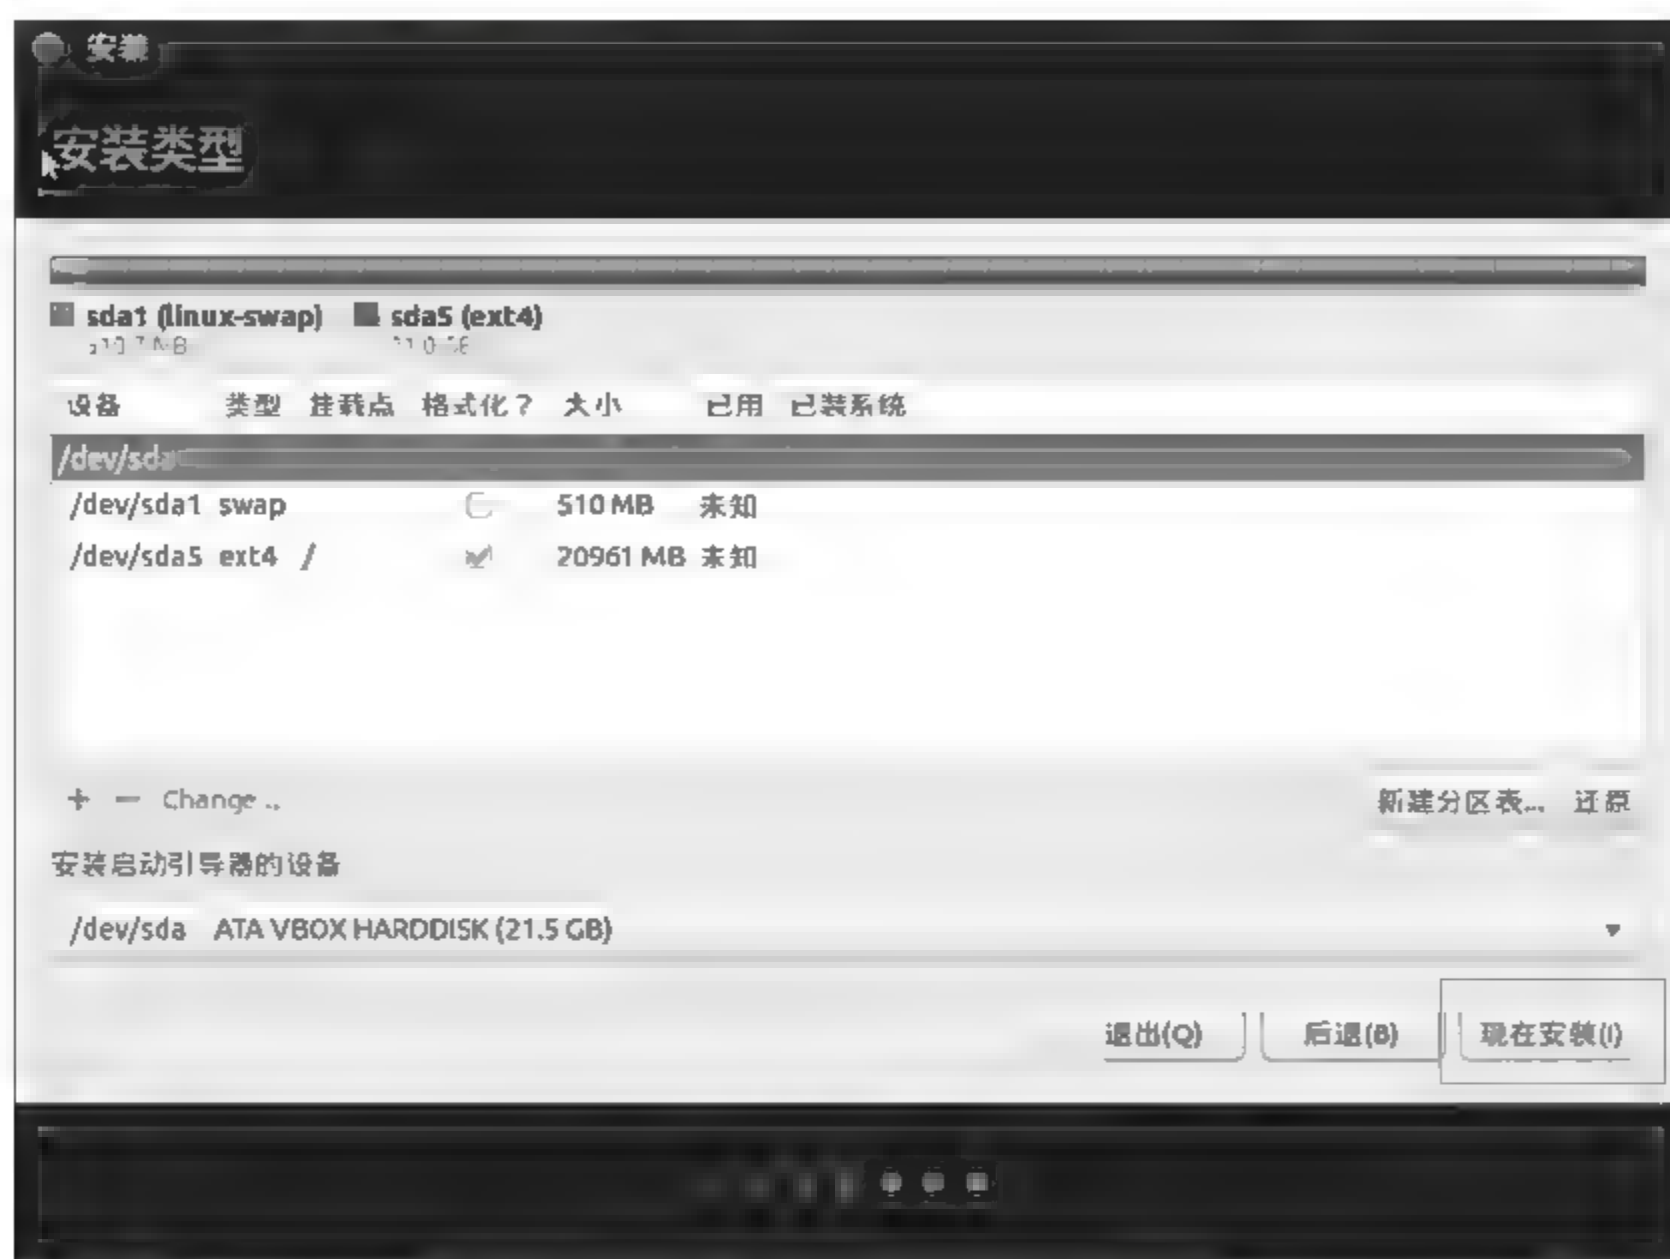 安装
安装类型
sda1 (linux-swap) sda5 (ext4)
设备 类型 挂载点 格式化？ 大小 已用 已装系统
/dev/sda
/dev/sda1 swap 510 MB 未知
/dev/sda5 ext4 / 20961 MB 未知
+ － Change... 新建分区表... 还原
安装启动引导器的设备
/dev/sda ATA VBOX HARDDISK (21.5 GB)
退出(Q) 后退(B) 现在安装(I)